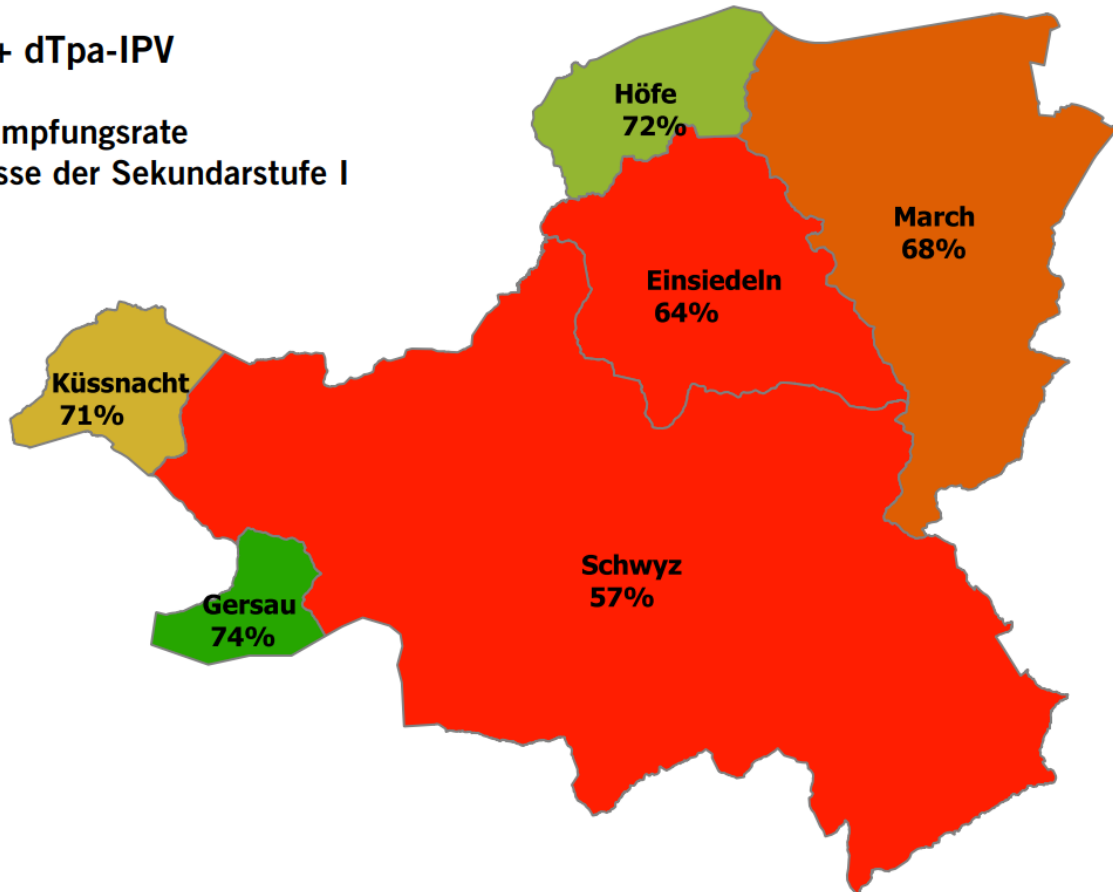 + dTpa-IPV
mpfungsrate
sse der Sekundarstufe I
Höfe
72%
March
68%
Einsiedeln
64%
Küssnacht
71%
Schwyz
57%
Gersau
74%